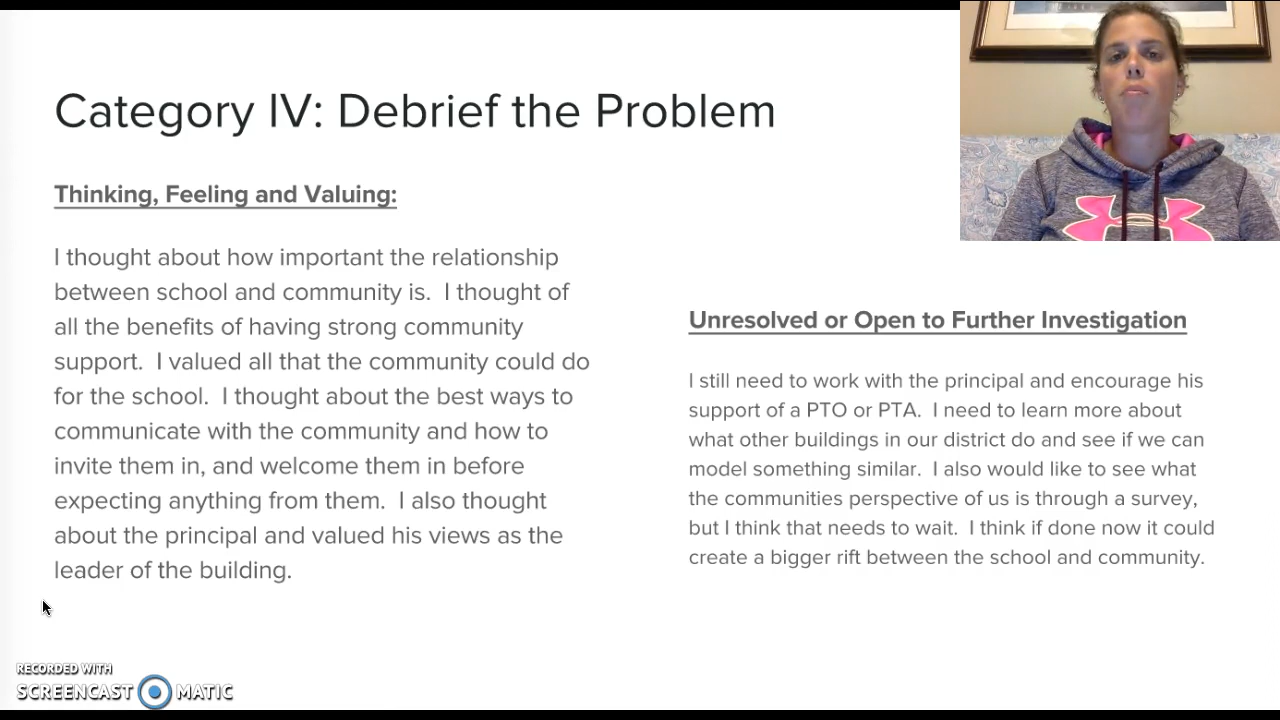 Category IV: Debrief the Problem
Thinking, Feeling and Valuing:
I thought about how important the relationship
between school and community is.  I thought of
all the benefits of having strong community
support.  I valued all that the community could do
for the school.  I thought about the best ways to
communicate with the community and how to
invite them in, and welcome them in before
expecting anything from them.  I also thought
about the principal and valued his views as the
leader of the building.
Unresolved or Open to Further Investigation
I still need to work with the principal and encourage his
support of a PTO or PTA.  I need to learn more about
what other buildings in our district do and see if we can
model something similar.  I also would like to see what
the communities perspective of us is through a survey,
but I think that needs to wait.  I think if done now it could
create a bigger rift between the school and community.
RECORDED WITH
SCREENCAST MATIC